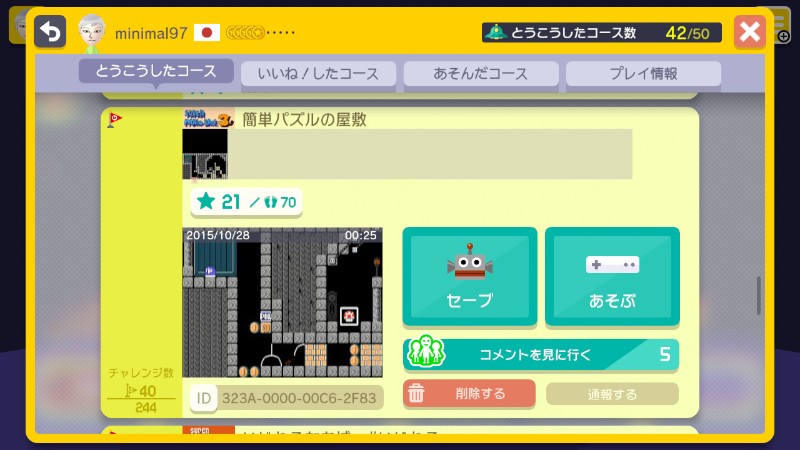 minimal97
とうこうしたコース数 42/50
とうこうしたコース
いいね!したコース
あそんだコース
プレイ情報
簡単パズルの屋敷
21 / 70
2015/10/28 00:25
セーブ
あそぶ
コメントを見に行く 5
チャレンジ数
40
244
ID 323A-0000-00C6-2F83
削除する
通報する